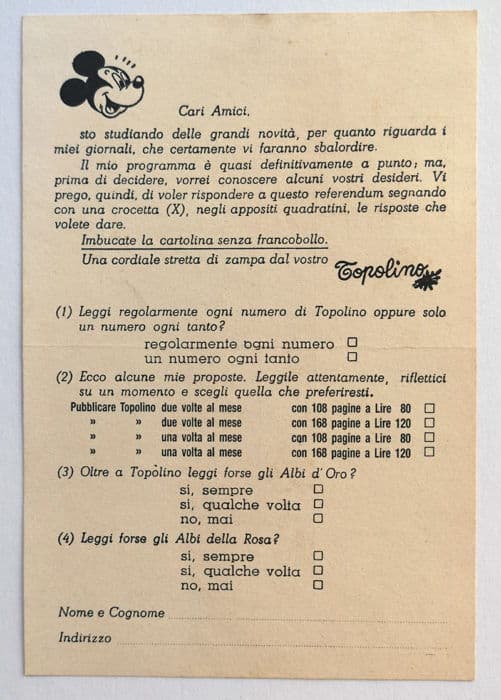 Cari Amici,
sto studiando delle grandi novità, per quanto riguarda i
miei giornali, che certamente vi faranno sbalordire.
Il mio programma è quasi definitivamente a punto; ma,
prima di decidere, vorrei conoscere alcuni vostri desideri. Vi
prego, quindi, di voler rispondere a questo referendum segnando
con una crocetta (X), negli appositi quadratini, le risposte che
volete dare.
Imbucate la cartolina senza francobollo.
Una cordiale stretta di zampa dal vostro Topolino
(1) Leggi regolarmente ogni numero di Topolino oppure solo
un numero ogni tanto?
regolarmente ogni numero □
un numero ogni tanto □
(2) Ecco alcune mie proposte. Leggile attentamente, riflettici
su un momento e scegli quella che preferiresti.
Pubblicare Topolino due volte al mese con 108 pagine a Lire 80 □
» » due volte al mese con 168 pagine a Lire 120 □
» » una volta al mese con 108 pagine a Lire 80 □
» » una volta al mese con 168 pagine a Lire 120 □
(3) Oltre a Topolino leggi forse gli Albi d'Oro?
si, sempre □
si, qualche volta □
no, mai □
(4) Leggi forse gli Albi della Rosa?
si, sempre □
si, qualche volta □
no, mai □
Nome e Cognome
Indirizzo